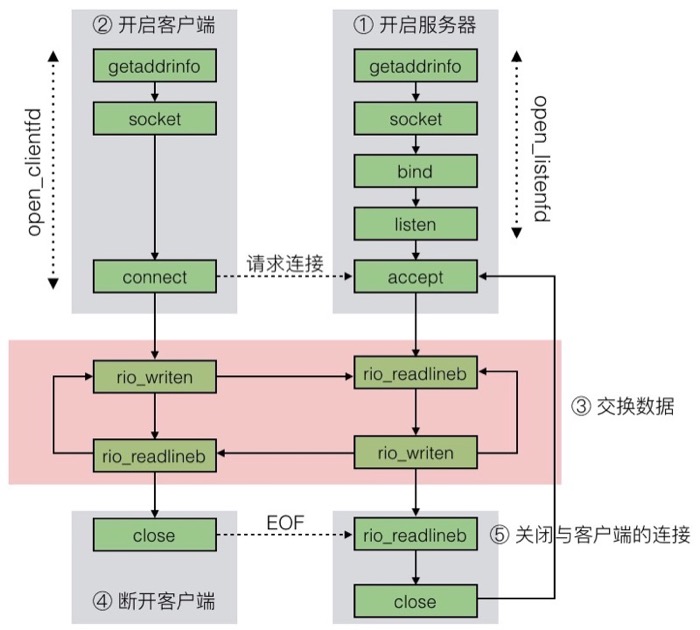 ② 开启客户端
① 开启服务器
getaddrinfo
getaddrinfo
socket
socket
bind
listen
open_clientfd
open_listenfd
connect
请求连接
accept
rio_writen
rio_readlineb
③ 交换数据
rio_readlineb
rio_writen
close
EOF
rio_readlineb
⑤ 关闭与客户端的连接
④ 断开客户端
close